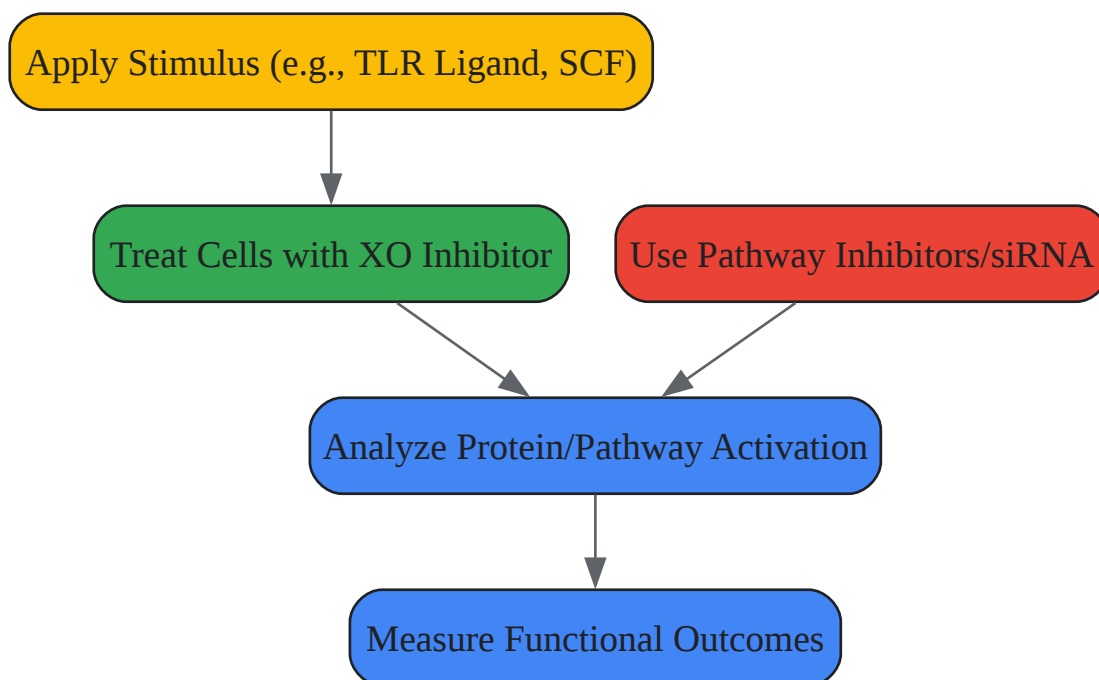 Apply Stimulus (e.g., TLR Ligand, SCF)
Treat Cells with XO Inhibitor
Use Pathway Inhibitors/siRNA
Analyze Protein/Pathway Activation
Measure Functional Outcomes